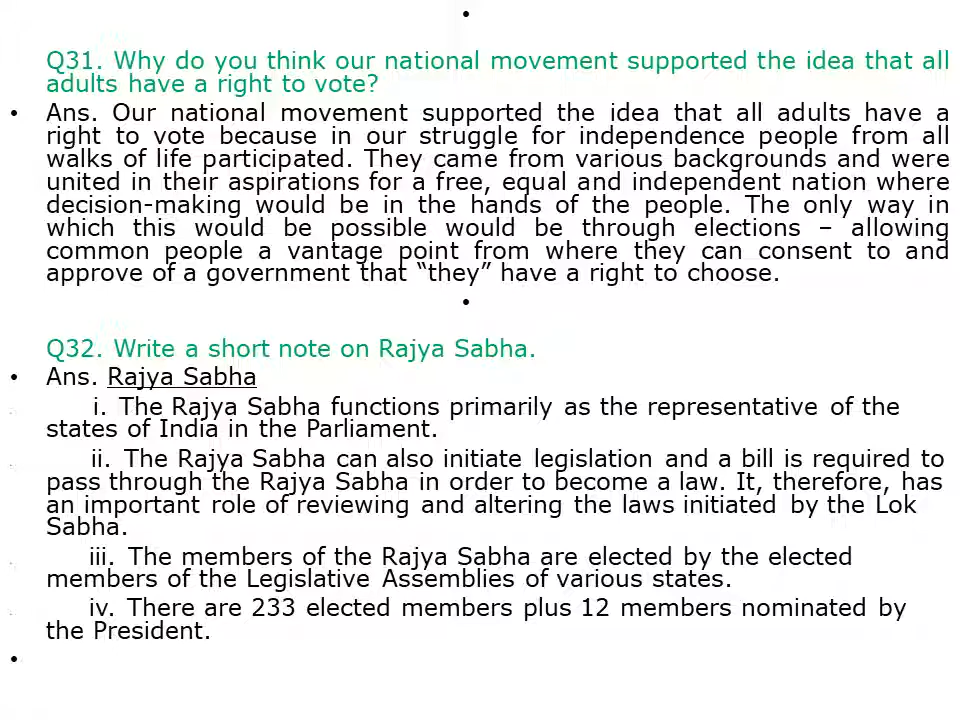 •
Q31. Why do you think our national movement supported the idea that all
adults have a right to vote?
• Ans. Our national movement supported the idea that all adults have a
right to vote because in our struggle for independence people from all
walks of life participated. They came from various backgrounds and were
united in their aspirations for a free, equal and independent nation where
decision-making would be in the hands of the people. The only way in
which this would be possible would be through elections – allowing
common people a vantage point from where they can consent to and
approve of a government that “they” have a right to choose.
•
Q32. Write a short note on Rajya Sabha.
• Ans. Rajya Sabha
i. The Rajya Sabha functions primarily as the representative of the
states of India in the Parliament.
ii. The Rajya Sabha can also initiate legislation and a bill is required to
pass through the Rajya Sabha in order to become a law. It, therefore, has
an important role of reviewing and altering the laws initiated by the Lok
Sabha.
iii. The members of the Rajya Sabha are elected by the elected
members of the Legislative Assemblies of various states.
iv. There are 233 elected members plus 12 members nominated by
the President.
•